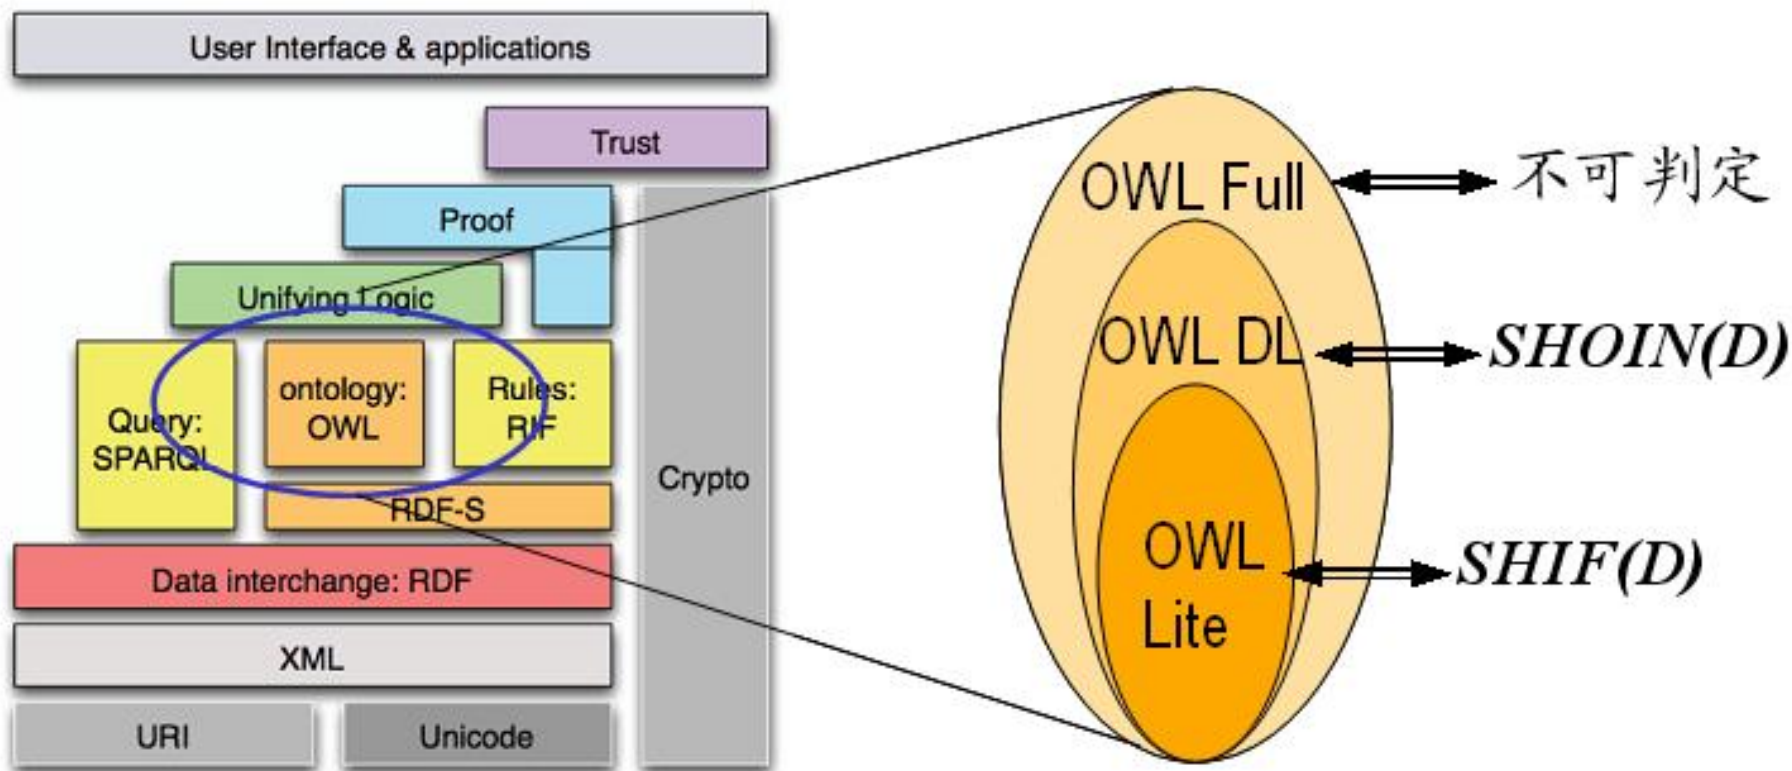 User Interface & applications
Trust
Proof
Unifying Logic
Query:
SPARQL
ontology:
OWL
Rules:
RIF
RDF-S
Crypto
Data interchange: RDF
XML
URI
Unicode
OWL Full
不可判定
OWL DL
SHOIN(D)
OWL
Lite
SHIF(D)